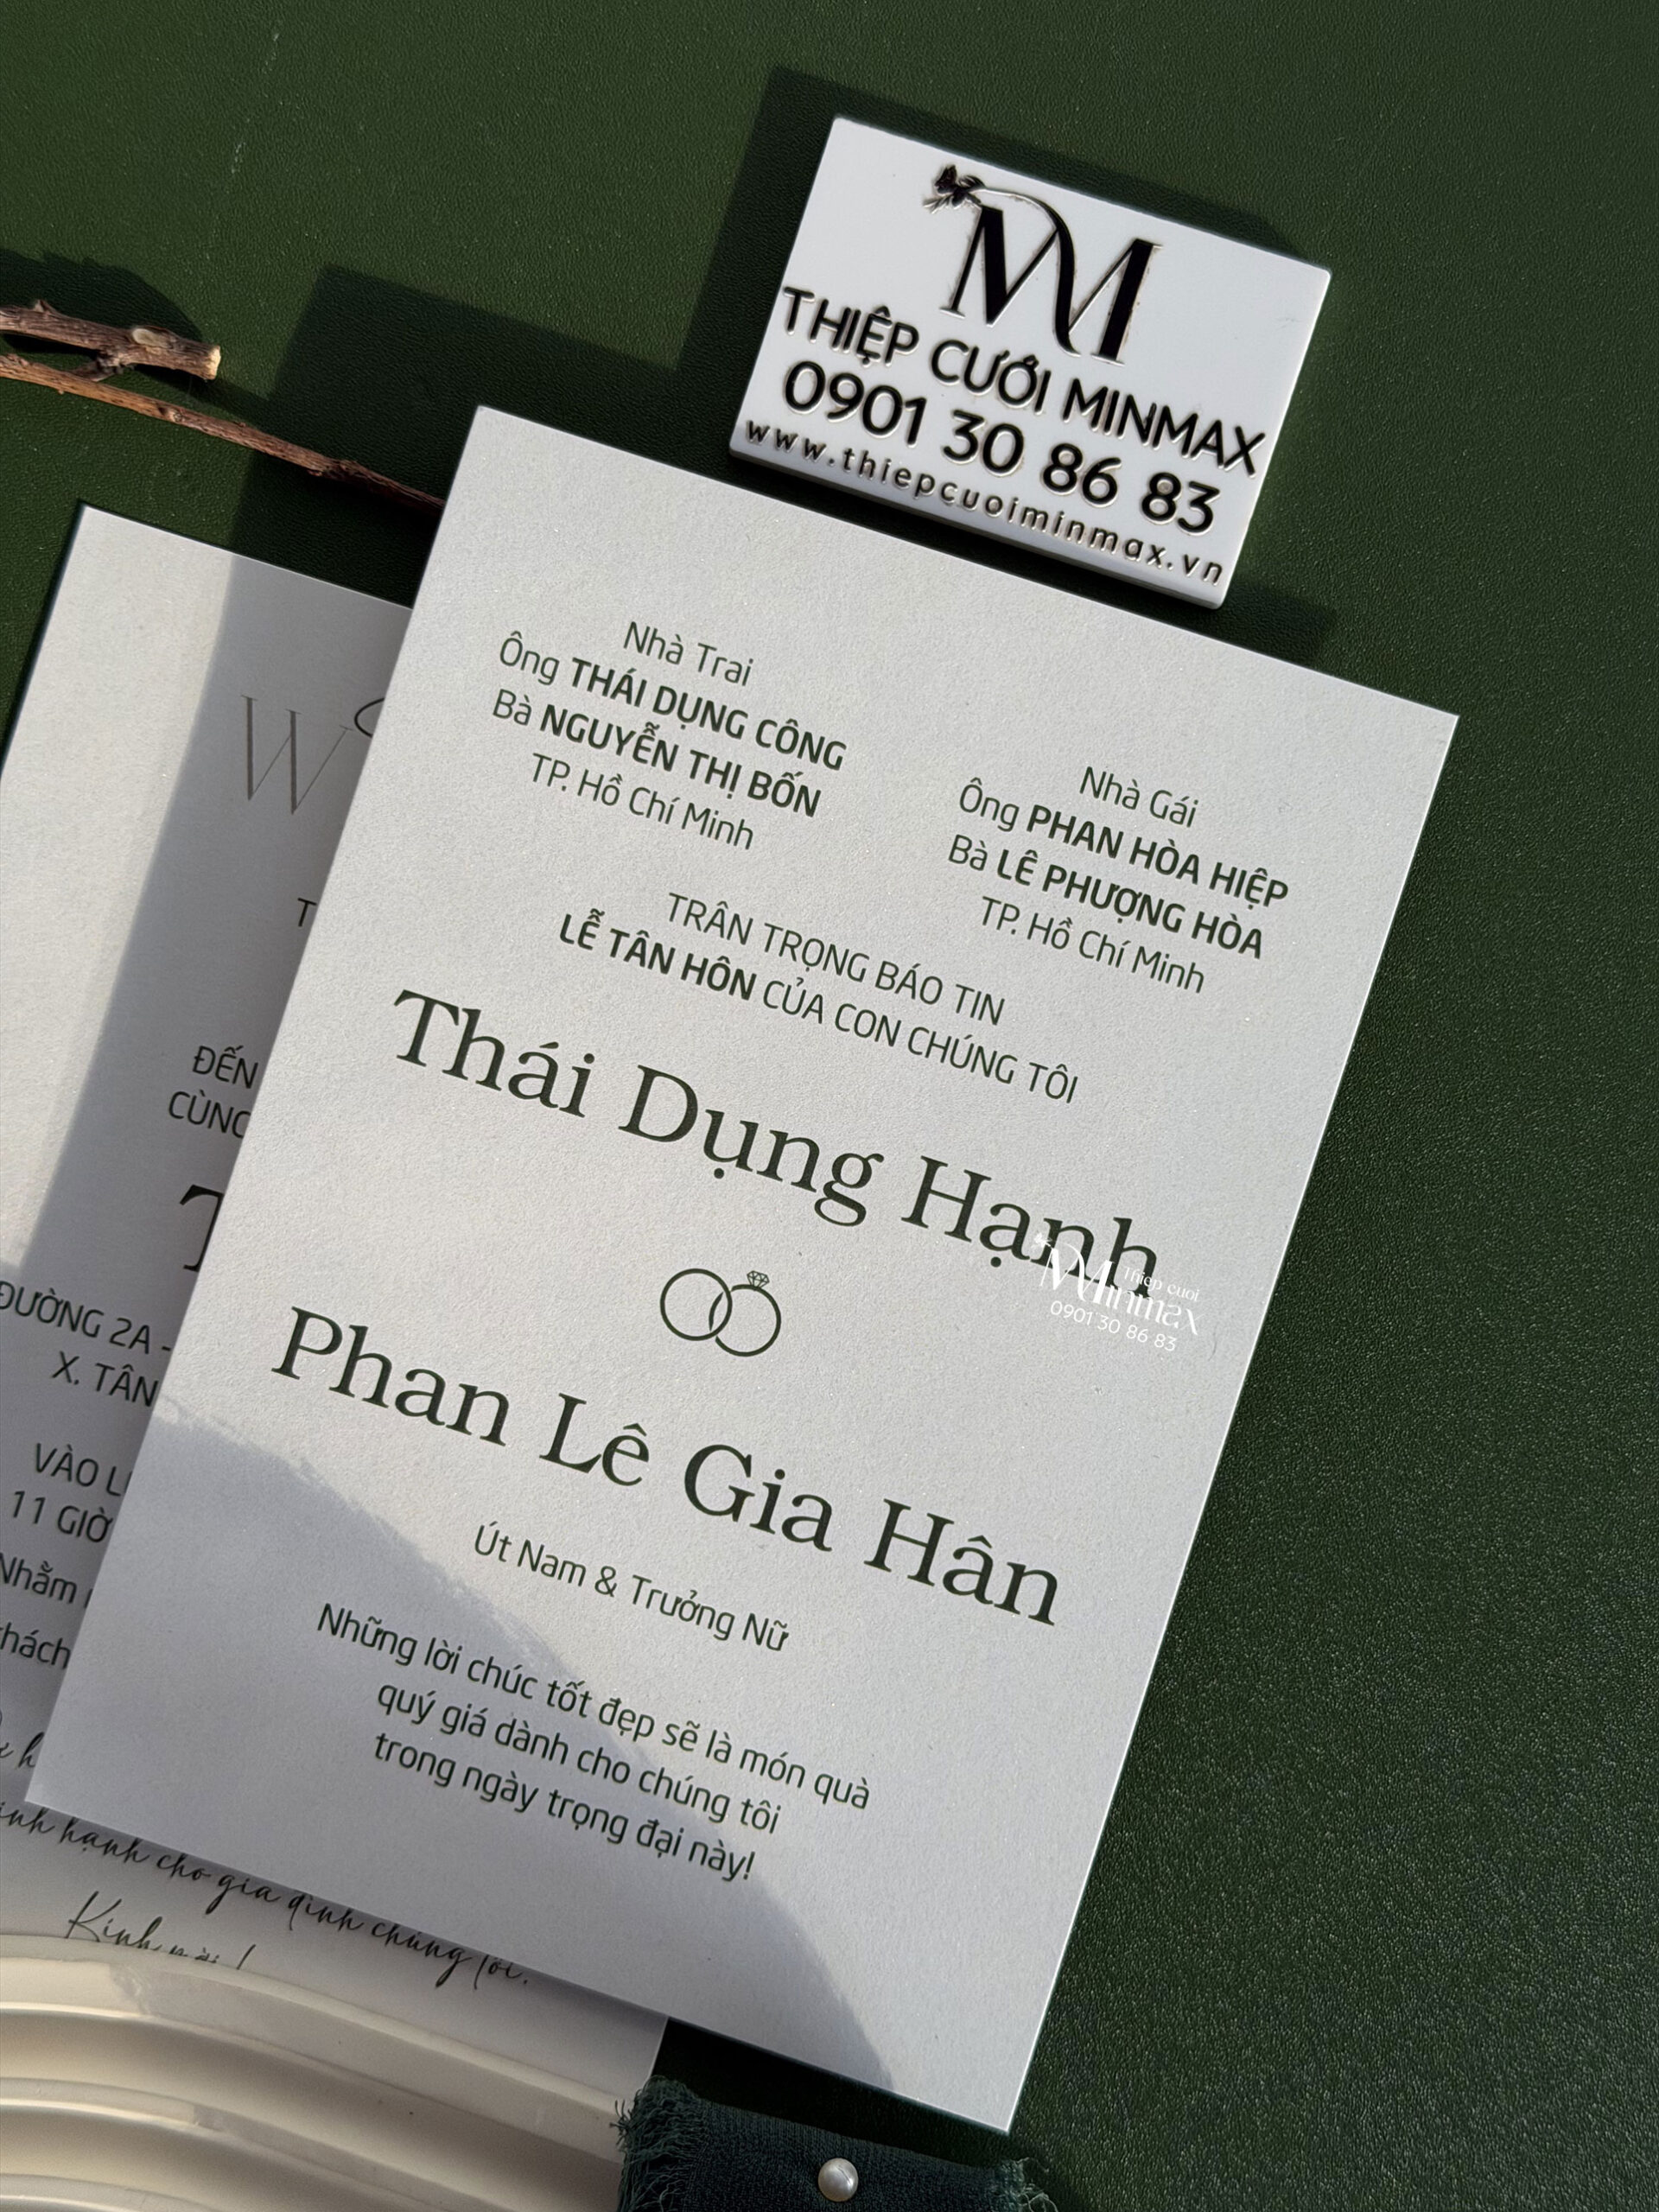 THIỆP CƯỚI MINMAX
0901 30 86 83
www.thiepcuoiminmax.vn
Nhà Trai
Ông THÁI DỤNG CÔNG
Bà NGUYỄN THỊ BỐN
TP. Hồ Chí Minh
Nhà Gái
Ông PHAN HÒA HIỆP
Bà LÊ PHƯỢNG HÒA
TP. Hồ Chí Minh
TRÂN TRỌNG BÁO TIN
LỄ TÂN HÔN CỦA CON CHÚNG TÔI
Thái Dụng Hạnh
Phan Lê Gia Hân
Út Nam & Trưởng Nữ
Những lời chúc tốt đẹp sẽ là món quà
quý giá dành cho chúng tôi
trong ngày trọng đại này!
Thiep cuoi
Minmax
0901 30 86 83
W
T
ĐẾN
CÙNG
T
ĐƯỜNG 2A -
X. TÂN
VÀO
11 GIỜ
Nhằm
khách
hạnh cho gia đình chúng tôi.
Kính